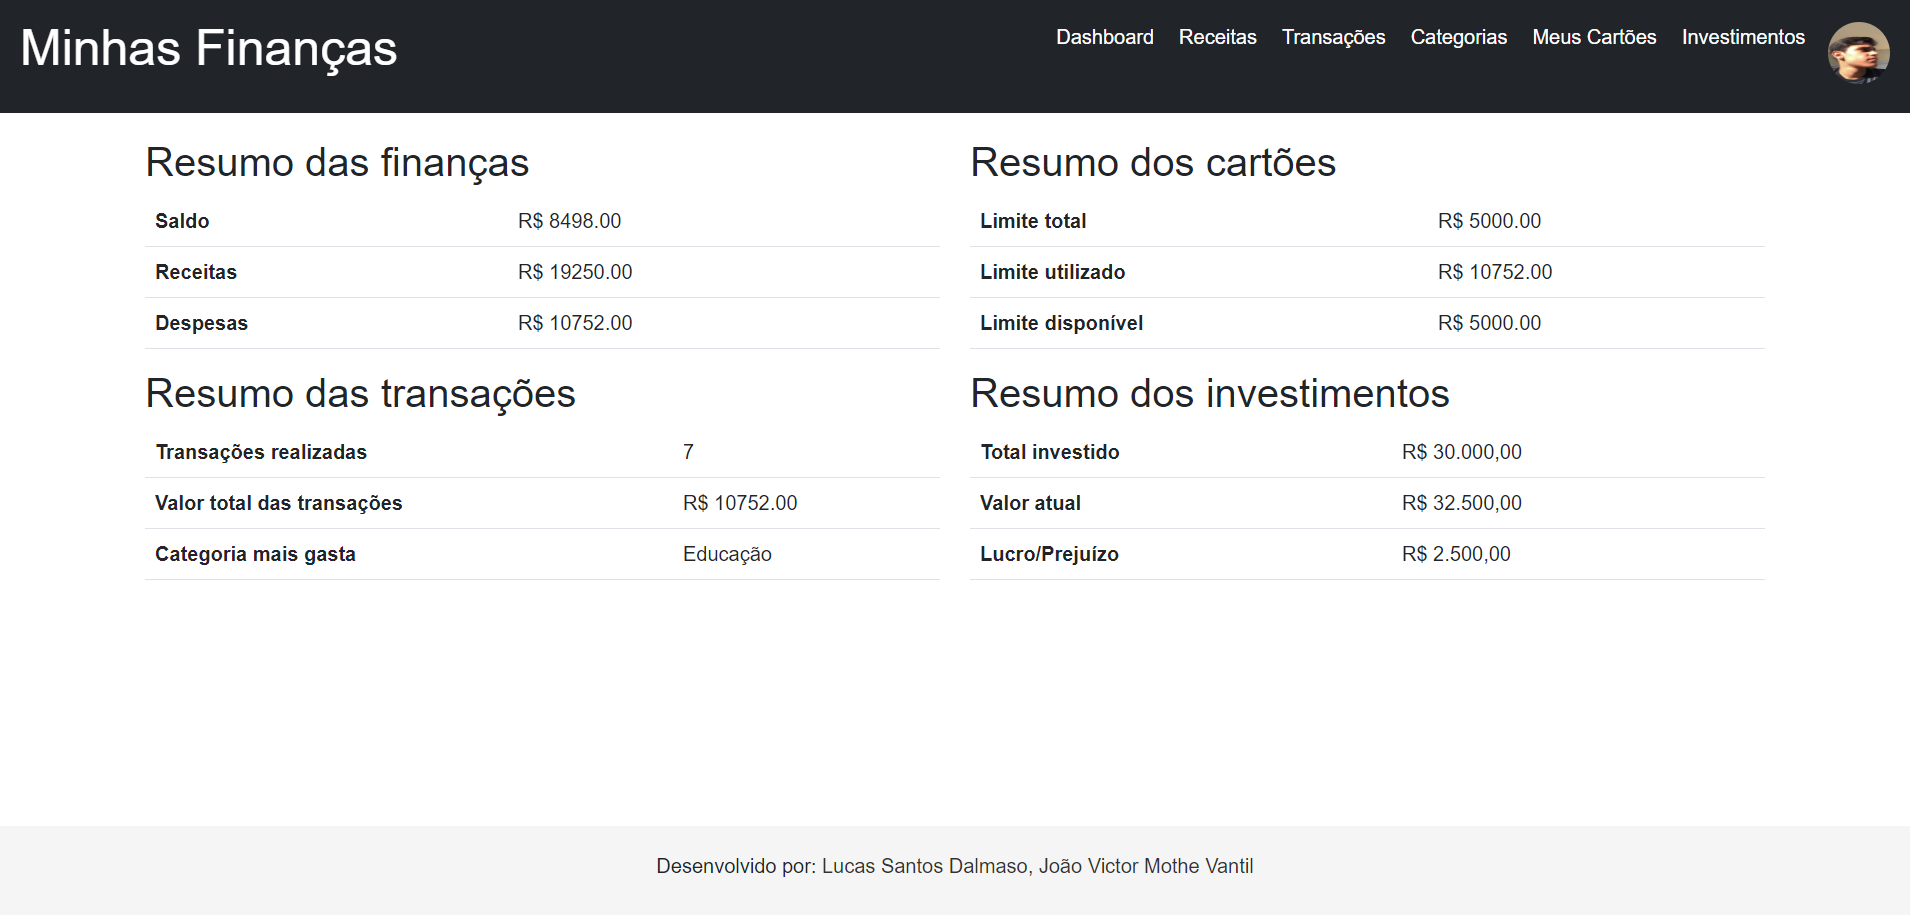 Minhas Finanças
Dashboard Receitas Transações Categorias Meus Cartões Investimentos
Resumo das finanças
Saldo R$ 8498.00
Receitas R$ 19250.00
Despesas R$ 10752.00
Resumo dos cartões
Limite total R$ 5000.00
Limite utilizado R$ 10752.00
Limite disponível R$ 5000.00
Resumo das transações
Transações realizadas 7
Valor total das transações R$ 10752.00
Categoria mais gasta Educação
Resumo dos investimentos
Total investido R$ 30.000,00
Valor atual R$ 32.500,00
Lucro/Prejuízo R$ 2.500,00
Desenvolvido por: Lucas Santos Dalmaso, João Victor Mothe Vantil